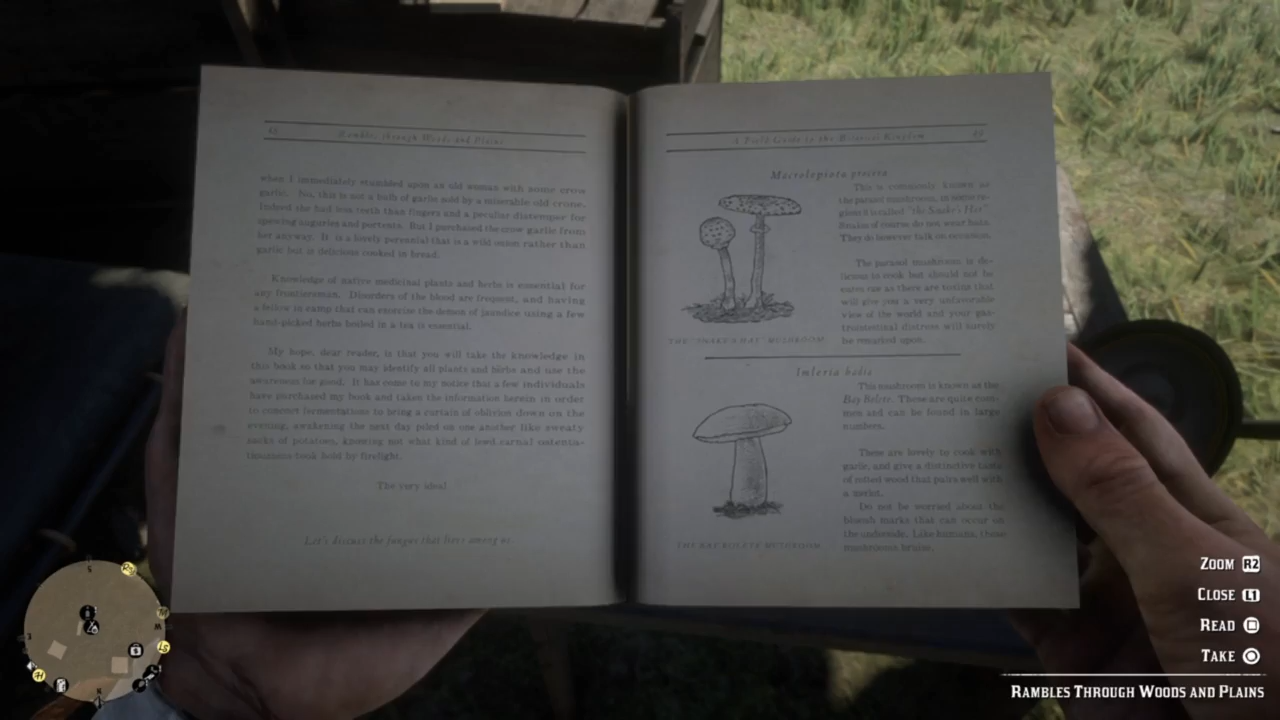 Rambles through Woods and Plains
when I immediately stumbled upon an old woman with some crow
garlic. No, this is not a bulb of garlic sold by a miserable old crone.
Indeed she had less teeth than fingers and a peculiar distemper for
spewing auguries and portents. But I purchased the crow garlic from
her anyway. It is a lovely perennial that is a wild onion rather than
garlic but is delicious cooked in bread.
Knowledge of native medicinal plants and herbs is essential for
any frontiersman. Disorders of the blood are frequent, and having
a fellow in camp that can exorcise the demon of jaundice using a few
hand-picked herbs boiled in a tea is essential.
My hope, dear reader, is that you will take the knowledge in
this book so that you may identify all plants and herbs and use the
awareness for good. It has come to my notice that a few individuals
have purchased my book and taken the information herein in order
to concoct fermentations to bring a curtain of oblivion down on the
evening, awakening the next day piled on one another like sweaty
sacks of potatoes, knowing not what kind of lewd carnal ostenta-
tiousness took hold by firelight.
The very idea!
Let's discuss the fungus that lives among us.
A Field Guide to the Botanical Kingdom 49
Macrolepiota procera
This is commonly known as
the parasol mushroom, in some re-
gions it is called "the Snake's Hat".
Snakes of course do not wear hats.
They do however talk on occasion.
The parasol mushroom is de-
licious to cook but should not be
eaten raw as there are toxins that
will give you a very unfavorable
view of the world and your gas-
trointestinal distress will surely
be remarked upon.
THE "SNAKE'S HAT" MUSHROOM
Imleria badia
This mushroom is known as the
Bay Bolete. These are quite com-
mon and can be found in large
numbers.
These are lovely to cook with
garlic, and give a distinctive taste
of rotted wood that pairs well with
a merlot.
Do not be worried about the
blueish marks that can occur on
the underside. Like humans, these
mushrooms bruise.
THE BAY BOLETE MUSHROOM
ZOOM R2
CLOSE L1
READ
TAKE
RAMBLES THROUGH WOODS AND PLAINS